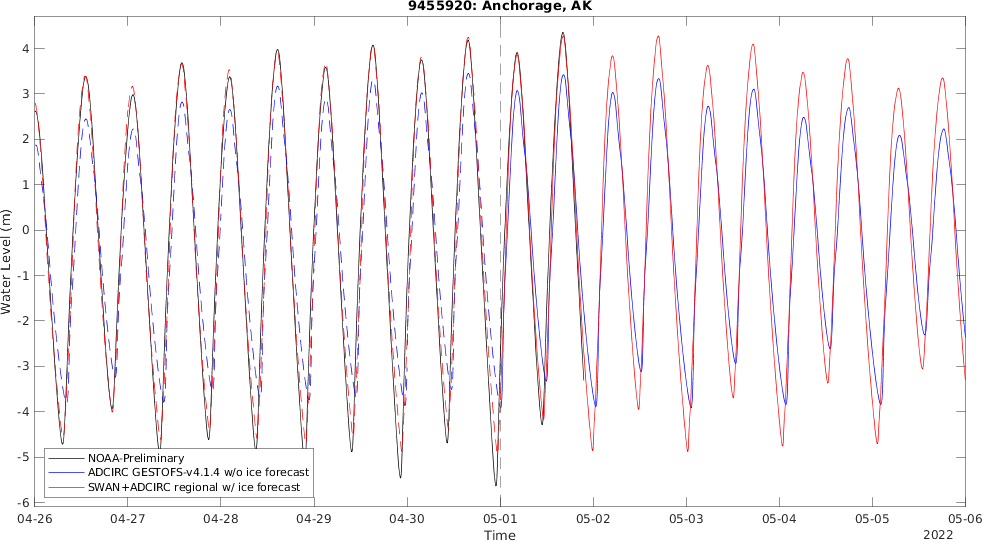 9455920: Anchorage, AK
Water Level (m)
4
3
2
1
0
-1
-2
-3
-4
-5
-6
NOAA-Preliminary
ADCIRC GESTOFS-v4.1.4 w/o ice forecast
SWAN+ADCIRC regional w/ ice forecast
04-26 04-27 04-28 04-29 04-30 05-01 05-02 05-03 05-04 05-05 05-06
Time
2022